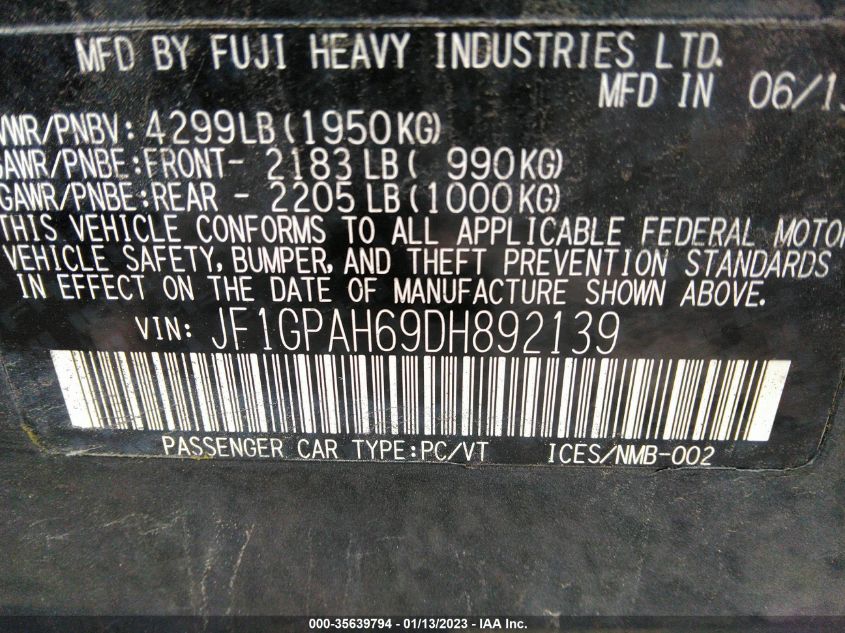 MFD BY FUJI HEAVY INDUSTRIES LTD.
MFD IN 06/13
VWR/PNBV: 4299LB(1950KG)
GAWR/PNBE:FRONT- 2183 LB( 990KG)
GAWR/PNBE:REAR - 2205 LB(1000KG)
THIS VEHICLE CONFORMS TO ALL APPLICABLE FEDERAL MOTOR
VEHICLE SAFETY, BUMPER, AND THEFT PREVENTION STANDARDS
IN EFFECT ON THE DATE OF MANUFACTURE SHOWN ABOVE.
VIN: JF1GPAH69DH892139
PASSENGER CAR TYPE:PC/VT ICES/NMB-002
000-35639794 - 01/13/2023 - IAA Inc.